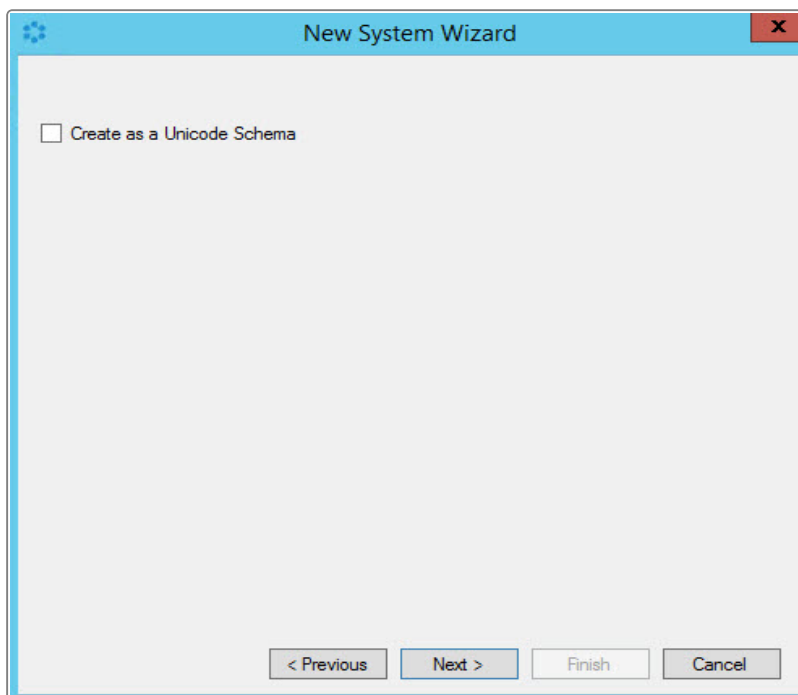 New System Wizard
x
Create as a Unicode Schema
< Previous Next > Finish Cancel